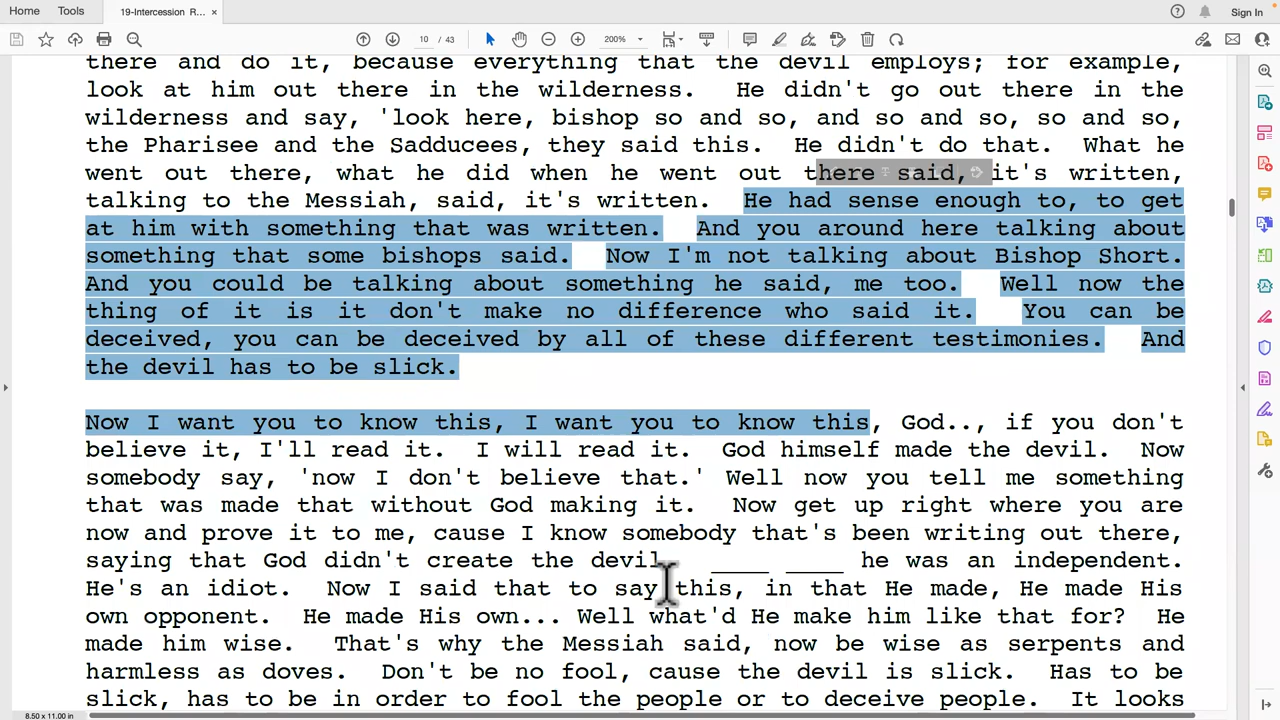 Home Tools 19-Intercession R... × Sign In
10 / 43 200%
there and do it, because everything that the devil employs; for example,
look at him out there in the wilderness. He didn't go out there in the
wilderness and say, 'look here, bishop so and so, and so and so, so and so,
the Pharisee and the Sadducees, they said this. He didn't do that. What he
went out there, what he did when he went out there said, it's written,
talking to the Messiah, said, it's written. He had sense enough to, to get
at him with something that was written. And you around here talking about
something that some bishops said. Now I'm not talking about Bishop Short.
And you could be talking about something he said, me too. Well now the
thing of it is it don't make no difference who said it. You can be
deceived, you can be deceived by all of these different testimonies. And
the devil has to be slick.
Now I want you to know this, I want you to know this, God.., if you don't
believe it, I'll read it. I will read it. God himself made the devil. Now
somebody say, 'now I don't believe that.' Well now you tell me something
that was made that without God making it. Now get up right where you are
now and prove it to me, cause I know somebody that's been writing out there,
saying that God didn't create the devil. ____ ____ he was an independent.
He's an idiot. Now I said that to say this, in that He made, He made His
own opponent. He made His own... Well what'd He make him like that for? He
made him wise. That's why the Messiah said, now be wise as serpents and
harmless as doves. Don't be no fool, cause the devil is slick. Has to be
slick, has to be in order to fool the people or to deceive people. It looks
8.50 x 11.00 in